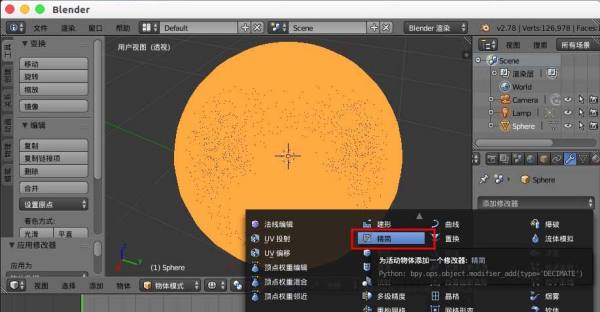 Blender
文件
渲染
窗口
帮助
Default
Scene
Blender 渲染
v2.78 | Verts:126,978 | Faces:
变换
移动
旋转
缩放
镜像
编辑
复制
复制链接项
删除
合并
设置原点
着色方式:
光滑
平直
应用修改器
应用为
用户视图 (透视)
(1) Sphere
视图
搜索
所有场景
Scene
渲染层
World
Camera
Lamp
Sphere
Sphere
添加修改器
法线编辑
建形
曲线
爆破
UV 投射
精简
置换
流体模拟
UV 偏移
为活动物体添加一个修改器: 精简
顶点权重编辑
Python: bpy.ops.object.modifier_add(type='DECIMATE')
顶点权重混合
顶点权重邻近
多级精度
晶格
烟雾
重构网格
软体
视图
选择
添加
物体
物体模式